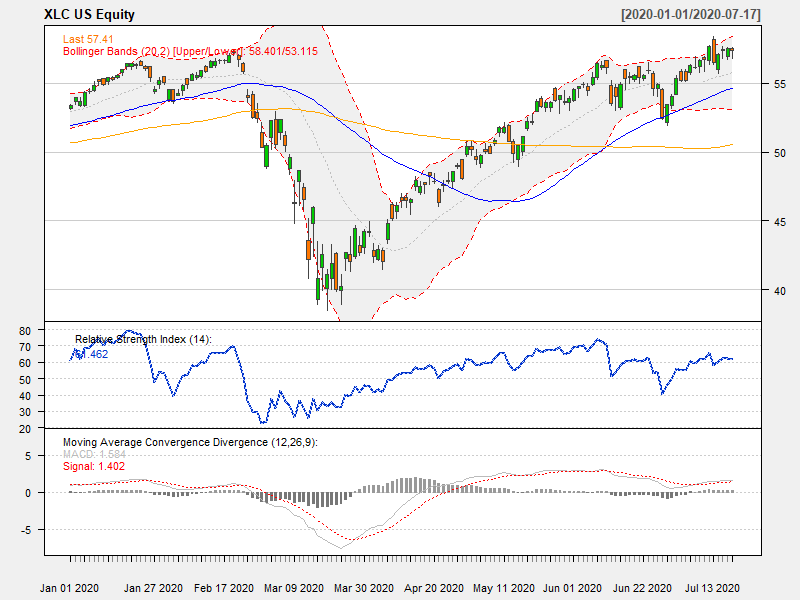 XLC US Equity [2020-01-01/2020-07-17]
Last 57.41
Bollinger Bands (20,2) [Upper/Lower]: 58.401/53.115
55
50
45
40
Relative Strength Index (14):
61.462
80
70
60
50
40
30
20
Moving Average Convergence Divergence (12,26,9):
MACD: 1.584
Signal: 1.402
5
0
-5
Jan 01 2020 Jan 27 2020 Feb 17 2020 Mar 09 2020 Mar 30 2020 Apr 20 2020 May 11 2020 Jun 01 2020 Jun 22 2020 Jul 13 2020